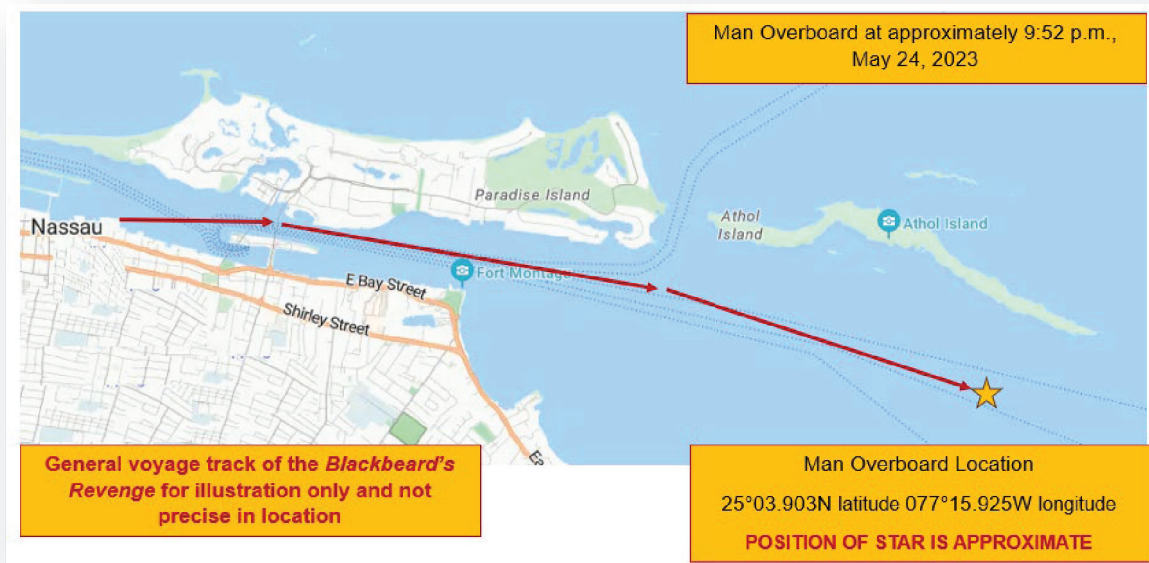 Man Overboard at approximately 9:52 p.m.,
May 24, 2023
Paradise Island
Athol
Island
Athol Island
Nassau
Fort Montagu
E Bay Street
Shirley Street
General voyage track of the Blackbeard's
Revenge for illustration only and not
precise in location
Man Overboard Location
25°03.903N latitude 077°15.925W longitude
POSITION OF STAR IS APPROXIMATE